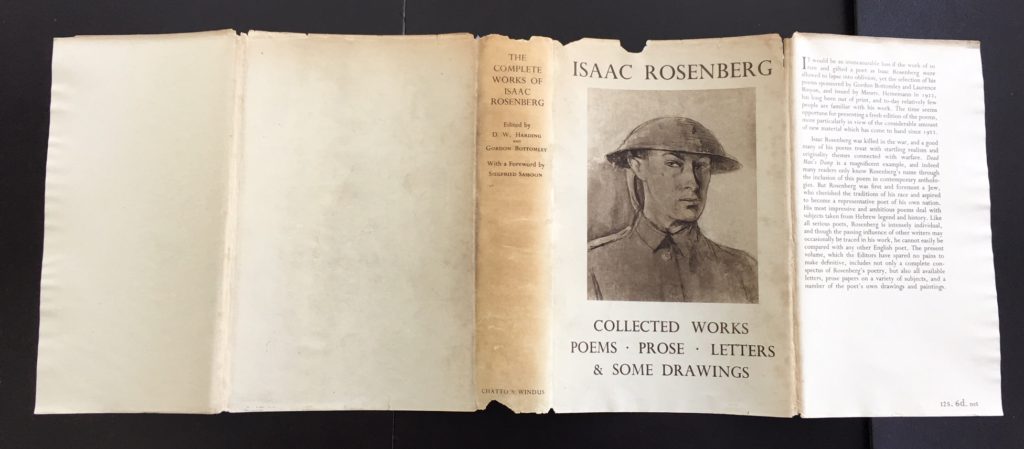 THE
COMPLETE
WORKS OF
ISAAC
ROSENBERG
Edited by
D. W. HARDING
AND
GORDON BOTTOMLEY
With a Foreword by
SIEGFRIED SASSOON
CHATTO & WINDUS
ISAAC ROSENBERG
COLLECTED WORKS
POEMS · PROSE · LETTERS
& SOME DRAWINGS
IT would be an immeasurable loss if the work of so
rare and gifted a poet as Isaac Rosenberg were
allowed to lapse into oblivion, yet the selection of his
poems sponsored by Gordon Bottomley and Laurence
Binyon, and issued by Messrs. Heinemann in 1922,
has long been out of print, and to-day relatively few
people are familiar with his work. The time seems
opportune for presenting a fresh edition of the poems,
more particularly in view of the considerable amount
of new material which has come to hand since 1922.
Isaac Rosenberg was killed in the war, and a good
many of his poems treat with startling realism and
originality themes connected with warfare. Dead
Man's Dump is a magnificent example, and indeed
many readers only know Rosenberg's name through
the inclusion of this poem in contemporary antholo-
gies. But Rosenberg was first and foremost a Jew,
who cherished the traditions of his race and aspired
to become a representative poet of his own nation.
His most impressive and ambitious poems deal with
subjects taken from Hebrew legend and history. Like
all serious poets, Rosenberg is intensely individual,
and though the passing influence of other writers may
occasionally be traced in his work, he cannot easily be
compared with any other English poet. The present
volume, which the Editors have spared no pains to
make definitive, includes not only a complete con-
spectus of Rosenberg's poetry, but also all available
letters, prose papers on a variety of subjects, and a
number of the poet's own drawings and paintings.
12s. 6d. net